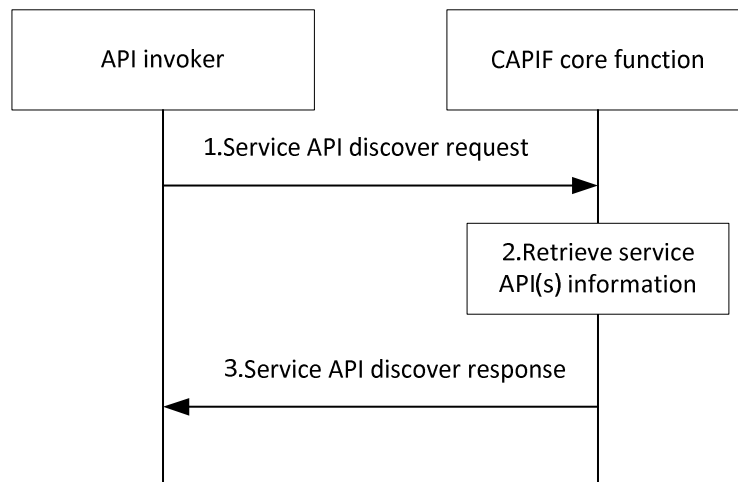 API invoker
CAPIF core function
1.Service API discover request
2.Retrieve service
API(s) information
3.Service API discover response